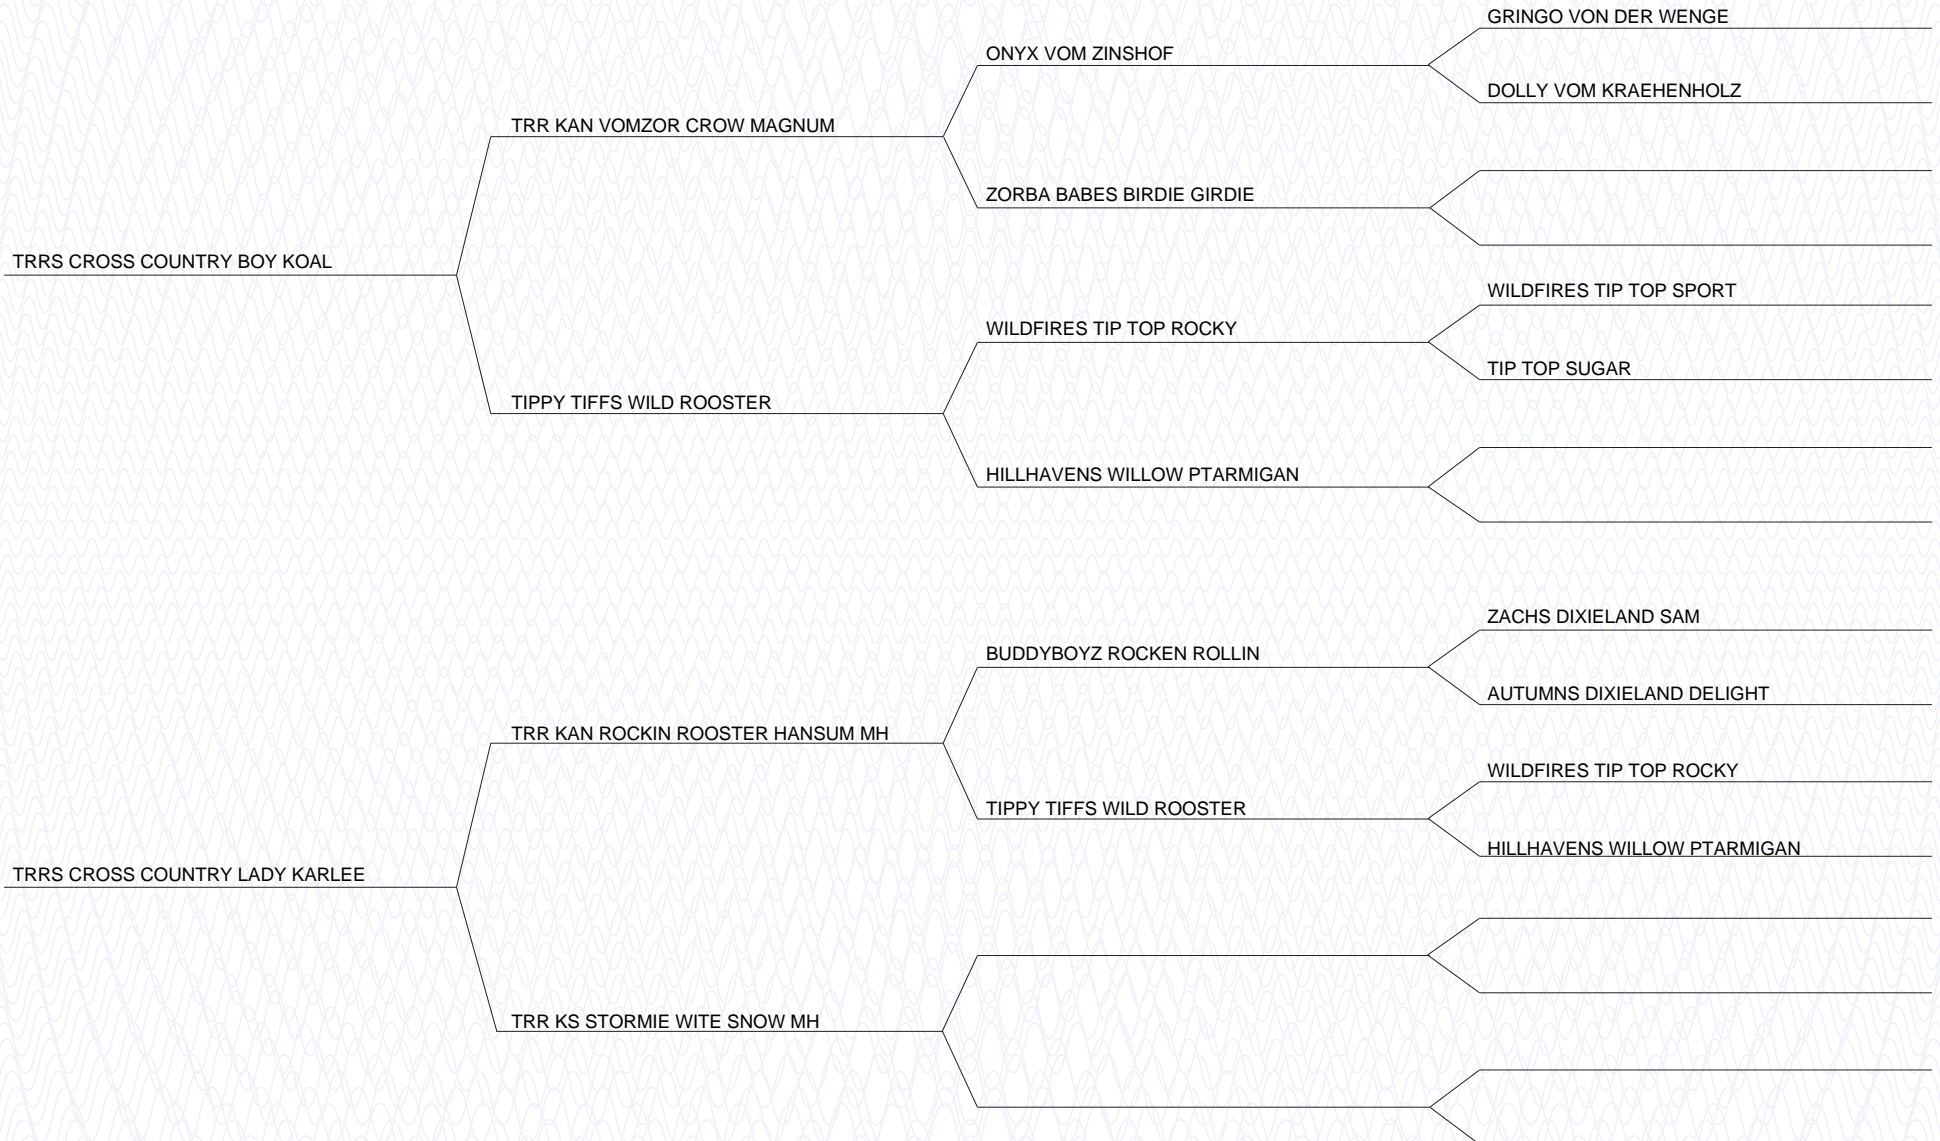 GRINGO VON DER WENGE
ONYX VOM ZINSHOF
DOLLY VOM KRAEHENHOLZ
TRR KAN VOMZOR CROW MAGNUM
ZORBA BABES BIRDIE GIRDIE
TRRS CROSS COUNTRY BOY KOAL
WILDFIRES TIP TOP SPORT
WILDFIRES TIP TOP ROCKY
TIP TOP SUGAR
TIPPY TIFFS WILD ROOSTER
HILLHAVENS WILLOW PTARMIGAN
ZACHS DIXIELAND SAM
BUDDYBOYZ ROCKEN ROLLIN
AUTUMNS DIXIELAND DELIGHT
TRR KAN ROCKIN ROOSTER HANSUM MH
WILDFIRES TIP TOP ROCKY
TIPPY TIFFS WILD ROOSTER
HILLHAVENS WILLOW PTARMIGAN
TRRS CROSS COUNTRY LADY KARLEE
TRR KS STORMIE WITE SNOW MH